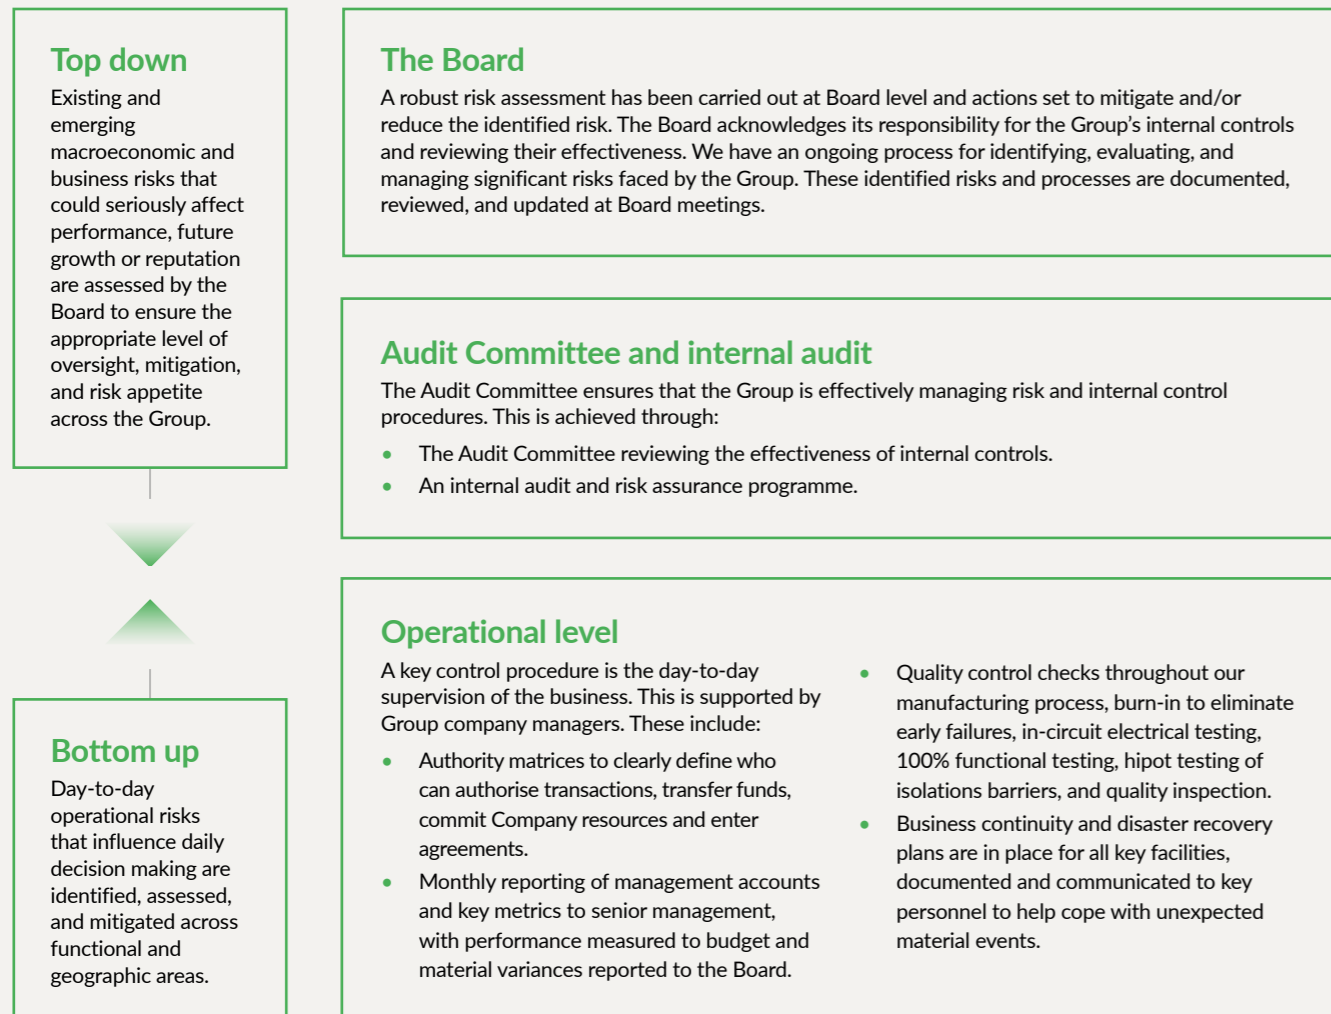 Top down
Existing and
emerging
macroeconomic and
business risks that
could seriously affect
performance, future
growth or reputation
are assessed by the
Board to ensure the
appropriate level of
oversight, mitigation,
and risk appetite
across the Group.
Bottom up
Day-to-day
operational risks
that influence daily
decision making are
identified, assessed,
and mitigated across
functional and
geographic areas.
The Board
A robust risk assessment has been carried out at Board level and actions set to mitigate and/or
reduce the identified risk. The Board acknowledges its responsibility for the Group's internal controls
and reviewing their effectiveness. We have an ongoing process for identifying, evaluating, and
managing significant risks faced by the Group. These identified risks and processes are documented,
reviewed, and updated at Board meetings.
Audit Committee and internal audit
The Audit Committee ensures that the Group is effectively managing risk and internal control
procedures. This is achieved through:
• The Audit Committee reviewing the effectiveness of internal controls.
• An internal audit and risk assurance programme.
Operational level
A key control procedure is the day-to-day
supervision of the business. This is supported by
Group company managers. These include:
• Authority matrices to clearly define who
can authorise transactions, transfer funds,
commit Company resources and enter
agreements.
• Monthly reporting of management accounts
and key metrics to senior management,
with performance measured to budget and
material variances reported to the Board.
• Quality control checks throughout our
manufacturing process, burn-in to eliminate
early failures, in-circuit electrical testing,
100% functional testing, hipot testing of
isolations barriers, and quality inspection.
• Business continuity and disaster recovery
plans are in place for all key facilities,
documented and communicated to key
personnel to help cope with unexpected
material events.